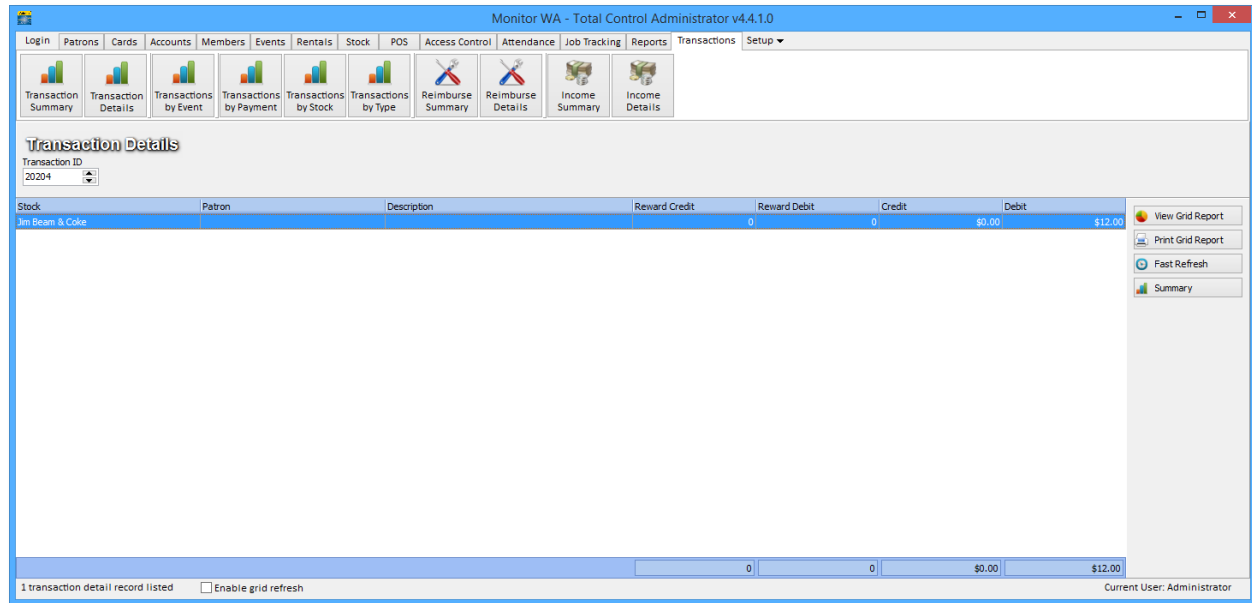 Monitor WA - Total Control Administrator v4.4.1.0
Login Patrons Cards Accounts Members Events Rentals Stock POS Access Control Attendance Job Tracking Reports Transactions Setup
Transaction Transaction Transactions Transactions Transactions Transactions Reimburse Reimburse Income Income
Summary Details by Event by Payment by Stock by Type Summary Details Summary Details
Transaction Details
Transaction ID
20204
Stock Patron Description Reward Credit Reward Debit Credit Debit
Jim Beam & Coke 0 0 $0.00 $12.00
View Grid Report
Print Grid Report
Fast Refresh
Summary
0 0 $0.00 $12.00
1 transaction detail record listed Enable grid refresh Current User: Administrator